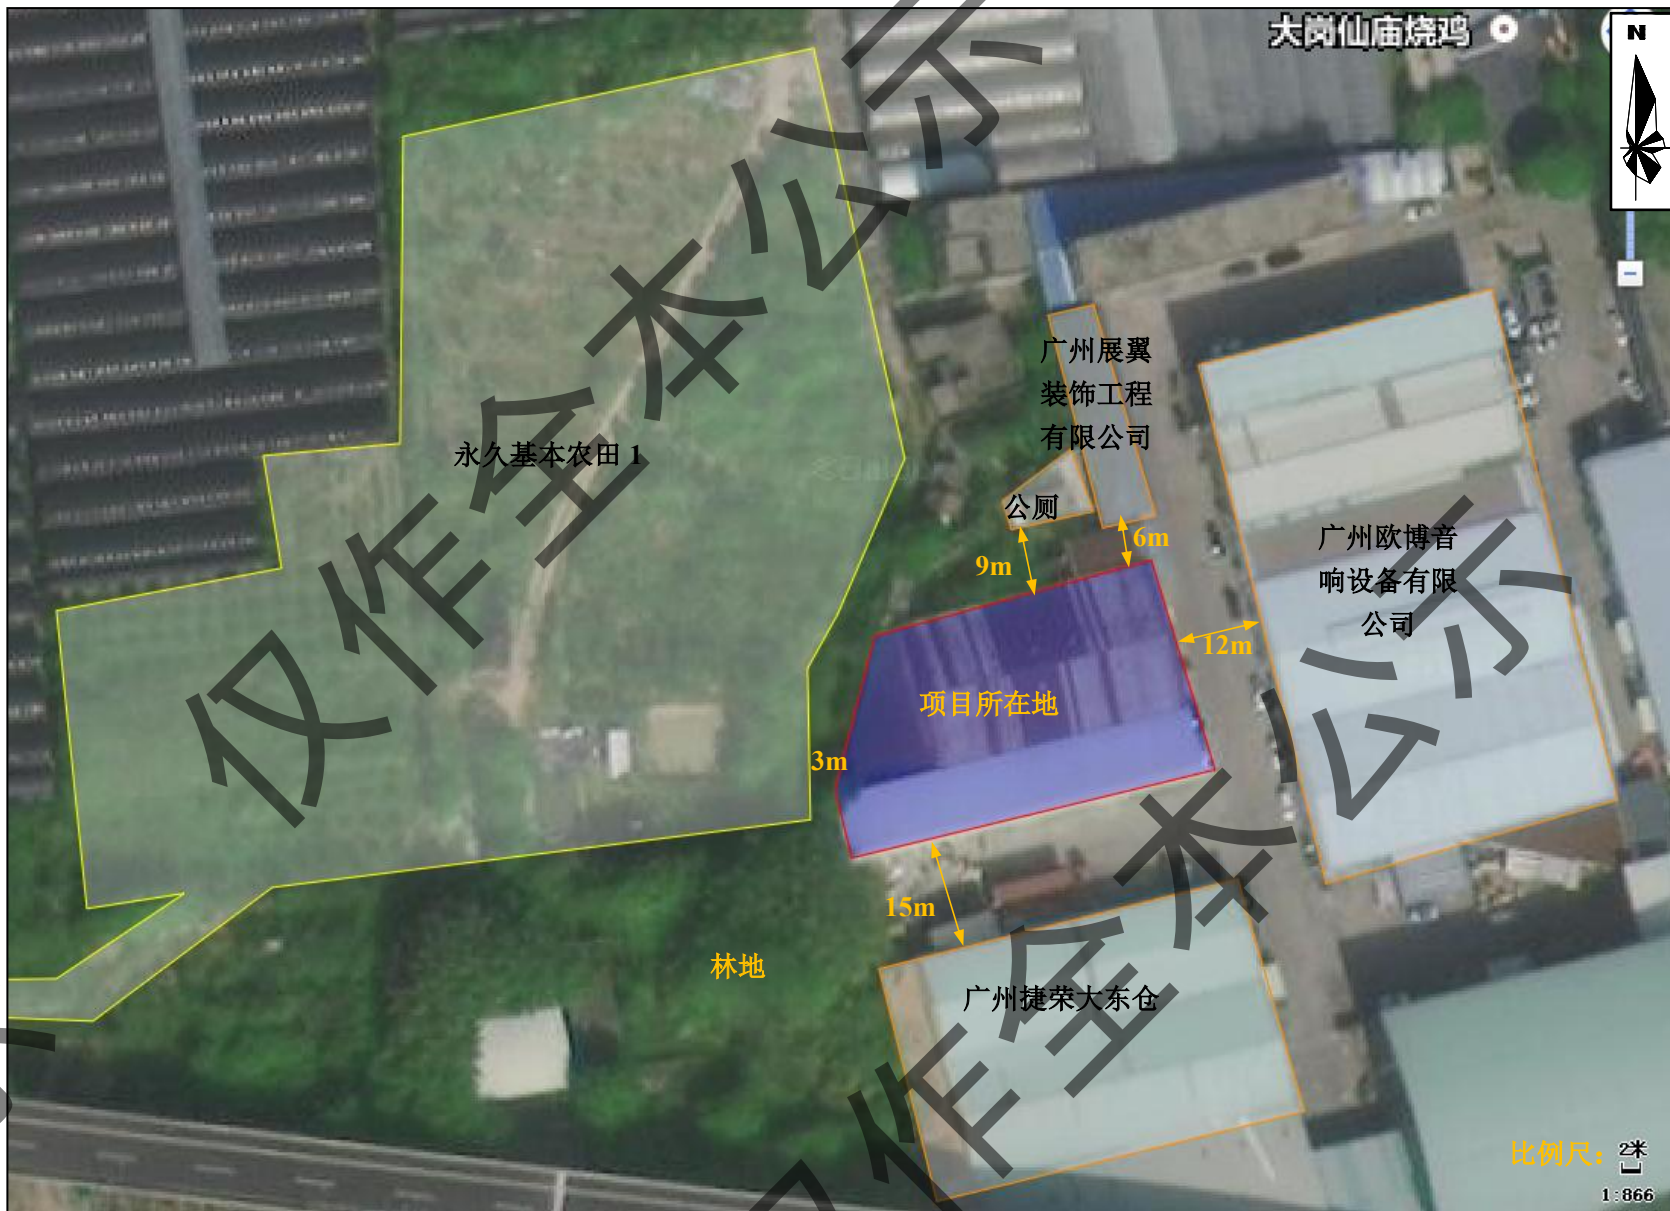 大岗仙庙烧鸡
N
广州展翼
装饰工程
有限公司
永久基本农田 1
公厕
6m
9m
广州欧博音
响设备有限
公司
12m
项目所在地
3m
15m
林地
广州捷荣大东仓
比例尺：
2米
1:866
仅作全本公示
仅作全本公示